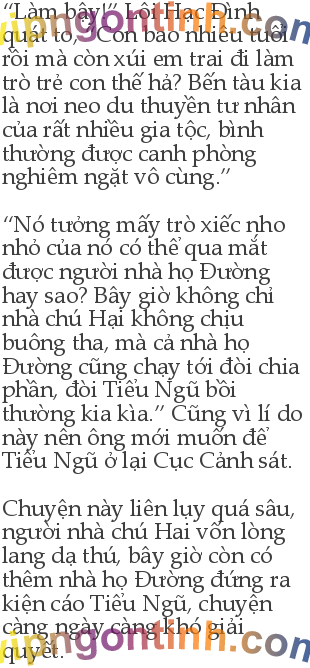 “Làm bậy!” Lôi Hạc Đình
quát to, “Con bao nhiêu tuổi
rồi mà còn xúi em trai đi làm
trò trẻ con thế hả? Bến tàu kia
là nơi neo du thuyền tư nhân
của rất nhiều gia tộc, bình
thường được canh phòng
nghiêm ngặt vô cùng.”
“Nó tưởng mấy trò xiếc nho
nhỏ của nó có thể qua mắt
được người nhà họ Đường
hay sao? Bây giờ không chỉ
nhà chú Hại không chịu
buông tha, mà cả nhà họ
Đường cũng chạy tới đòi chia
phần, đòi Tiểu Ngũ bồi
thường kia kìa.” Cũng vì lí do
này nên ông mới muốn để
Tiểu Ngũ ở lại Cục Cảnh sát.
Chuyện này liên lụy quá sâu,
người nhà chú Hai vốn lòng
lang dạ thú, bây giờ còn có
thêm nhà họ Đường đứng ra
kiện cáo Tiểu Ngũ, chuyện
càng ngày càng khó giải
quyết.
vipngontinh.com
vipngontinh.com